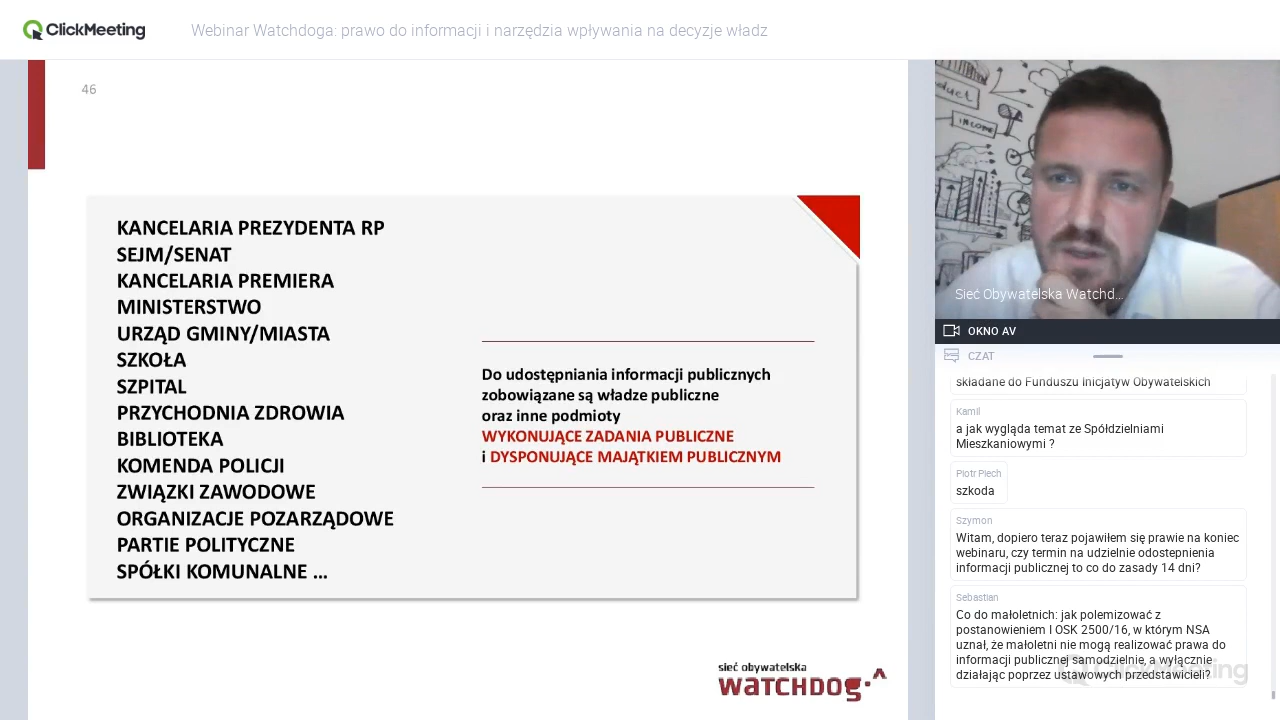 ClickMeeting
Webinar Watchdoga: prawo do informacji i narzędzia wpływania na decyzje władz
46
KANCELARIA PREZYDENTA RP
SEJM/SENAT
KANCELARIA PREMIERA
MINISTERSTWO
URZĄD GMINY/MIASTA
SZKOŁA
SZPITAL
PRZYCHODNIA ZDROWIA
BIBLIOTEKA
KOMENDA POLICJI
ZWIĄZKI ZAWODOWE
ORGANIZACJE POZARZĄDOWE
PARTIE POLITYCZNE
SPÓŁKI KOMUNALNE ...
Do udostępniania informacji publicznych
zobowiązane są władze publiczne
oraz inne podmioty
WYKONUJĄCE ZADANIA PUBLICZNE
i DYSPONUJĄCE MAJĄTKIEM PUBLICZNYM
sieć obywatelska
WATCHDOG
duct
INCOME
Sieć Obywatelska Watchd...
OKNO AV
CZAT
składane do Funduszu Inicjatyw Obywatelskich
Kamil
a jak wygląda temat ze Spółdzielniami
Mieszkaniowymi ?
Piotr Piech
szkoda
Szymon
Witam, dopiero teraz pojawiłem się prawie na koniec
webinaru, czy termin na udzielnie odostepnienia
informacji publicznej to co do zasady 14 dni?
Sebastian
Co do małoletnich: jak polemizować z
postanowieniem I OSK 2500/16, w którym NSA
uznał, że małoletni nie mogą realizować prawa do
informacji publicznej samodzielnie, a wyłącznie
działając poprzez ustawowych przedstawicieli?
ClickMeeting